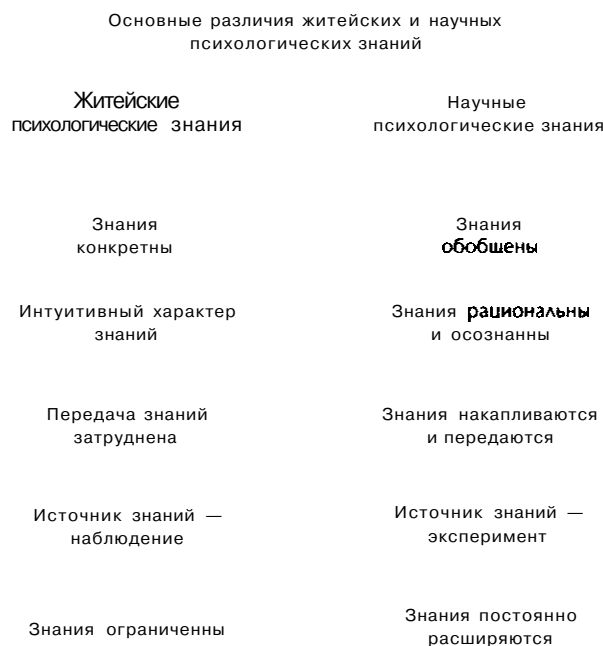 Основные различия житейских и научных
психологических знаний
Житейские
психологические знания
Научные
психологические знания
Знания
конкретны
Знания
обобщены
Интуитивный характер
знаний
Знания рациональны
и осознанны
Передача знаний
затруднена
Знания накапливаются
и передаются
Источник знаний —
наблюдение
Источник знаний —
эксперимент
Знания ограниченны
Знания постоянно
расширяются